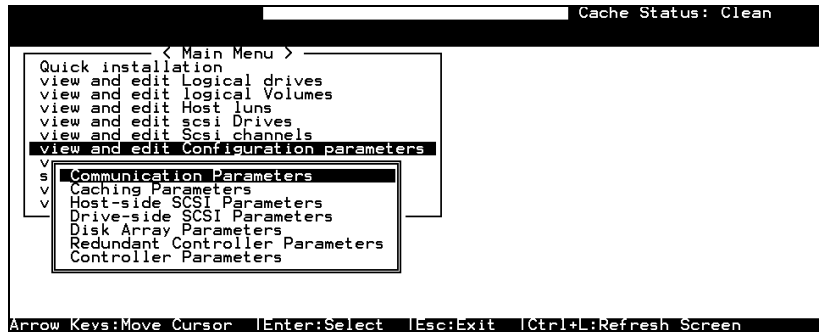 Cache Status: Clean
< Main Menu >
Quick installation
view and edit Logical drives
view and edit logical Volumes
view and edit Host luns
view and edit scsi Drives
view and edit Scsi channels
view and edit Configuration parameters
v
s Communication Parameters
v Caching Parameters
v Host-side SCSI Parameters
Drive-side SCSI Parameters
Disk Array Parameters
Redundant Controller Parameters
Controller Parameters
Arrow Keys:Move Cursor |Enter:Select |Esc:Exit |Ctrl+L:Refresh Screen